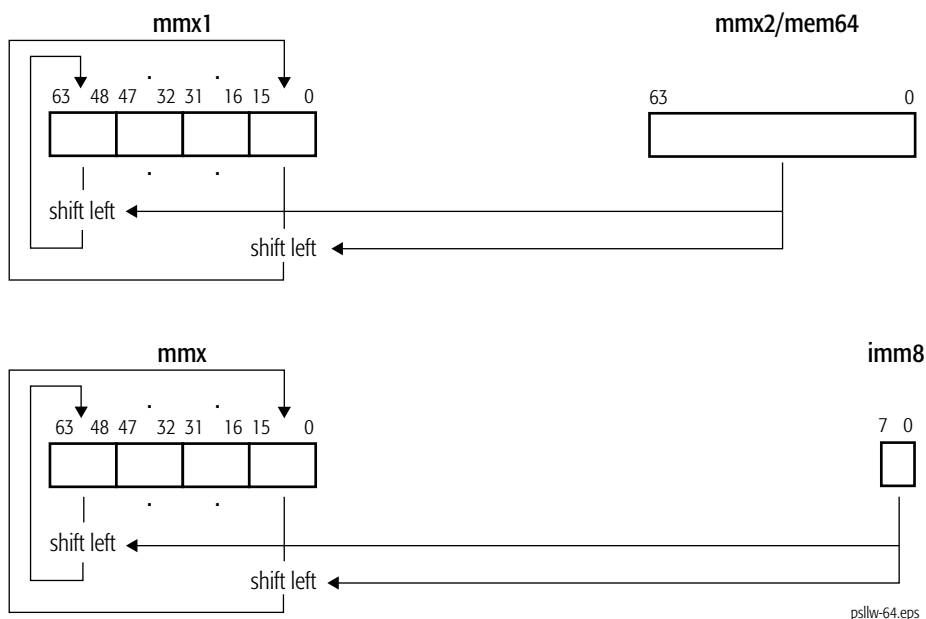 mmx1 mmx2/mem64
. .
63 48 47 32 31 16 15 0 63 0
. .
shift left
shift left
mmx imm8
. .
63 48 47 32 31 16 15 0 7 0
. .
shift left
shift left
psllw-64.eps